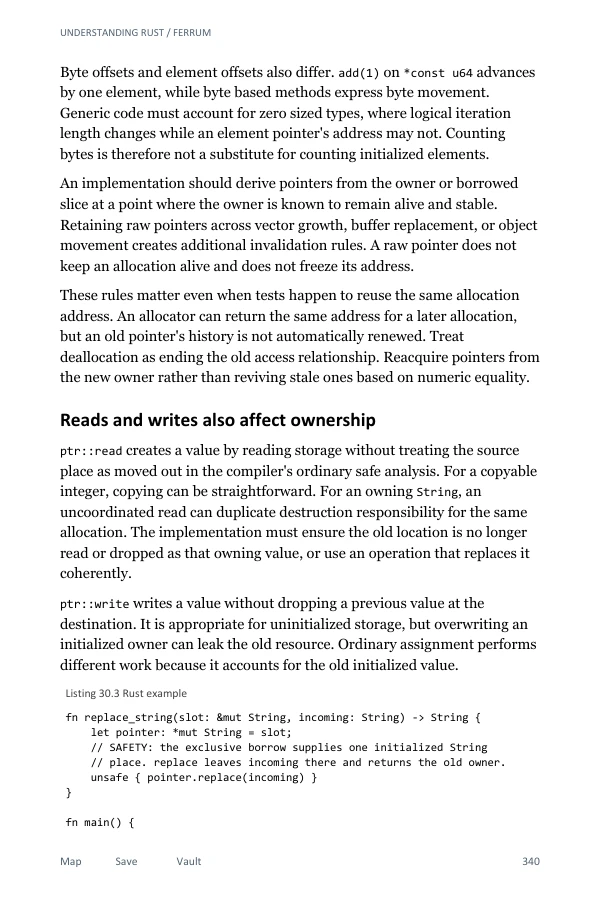 UNDERSTANDING RUST / FERRUM
Byte offsets and element offsets also differ. add(1) on *const u64 advances
by one element, while byte based methods express byte movement.
Generic code must account for zero sized types, where logical iteration
length changes while an element pointer's address may not. Counting
bytes is therefore not a substitute for counting initialized elements.
An implementation should derive pointers from the owner or borrowed
slice at a point where the owner is known to remain alive and stable.
Retaining raw pointers across vector growth, buffer replacement, or object
movement creates additional invalidation rules. A raw pointer does not
keep an allocation alive and does not freeze its address.
These rules matter even when tests happen to reuse the same allocation
address. An allocator can return the same address for a later allocation,
but an old pointer's history is not automatically renewed. Treat
deallocation as ending the old access relationship. Reacquire pointers from
the new owner rather than reviving stale ones based on numeric equality.
Reads and writes also affect ownership
ptr::read creates a value by reading storage without treating the source
place as moved out in the compiler's ordinary safe analysis. For a copyable
integer, copying can be straightforward. For an owning String, an
uncoordinated read can duplicate destruction responsibility for the same
allocation. The implementation must ensure the old location is no longer
read or dropped as that owning value, or use an operation that replaces it
coherently.
ptr::write writes a value without dropping a previous value at the
destination. It is appropriate for uninitialized storage, but overwriting an
initialized owner can leak the old resource. Ordinary assignment performs
different work because it accounts for the old initialized value.
Listing 30.3 Rust example
fn replace_string(slot: &mut String, incoming: String) -> String {
    let pointer: *mut String = slot;
    // SAFETY: the exclusive borrow supplies one initialized String
    // place. replace leaves incoming there and returns the old owner.
    unsafe { pointer.replace(incoming) }
}
fn main() {
Map Save Vault 340